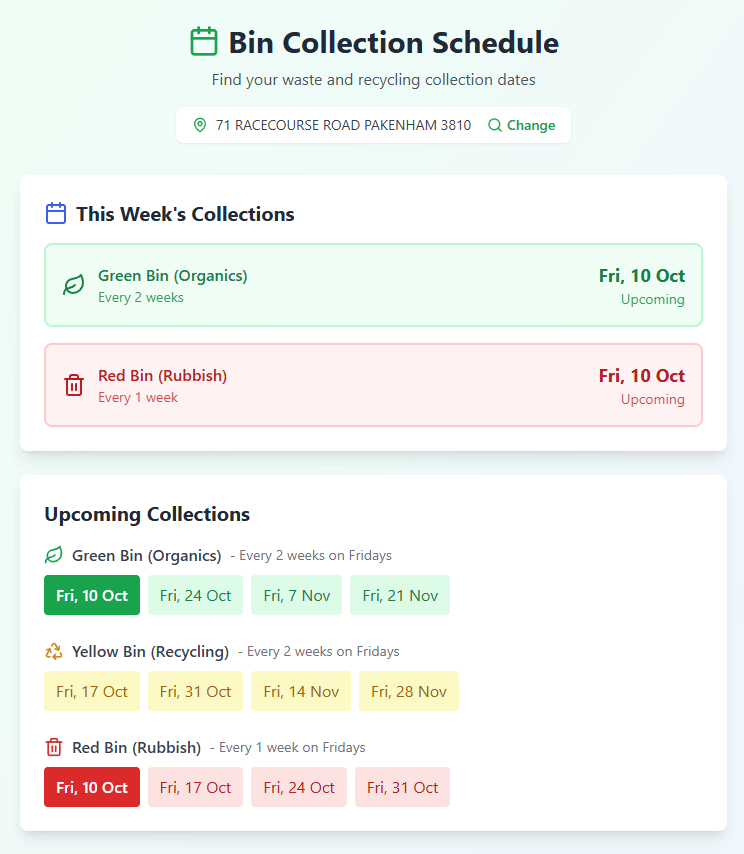 Bin Collection Schedule
Find your waste and recycling collection dates
71 RACECOURSE ROAD PAKENHAM 3810 Change
This Week's Collections
Green Bin (Organics) Fri, 10 Oct
Every 2 weeks Upcoming
Red Bin (Rubbish) Fri, 10 Oct
Every 1 week Upcoming
Upcoming Collections
Green Bin (Organics) - Every 2 weeks on Fridays
Fri, 10 Oct Fri, 24 Oct Fri, 7 Nov Fri, 21 Nov
Yellow Bin (Recycling) - Every 2 weeks on Fridays
Fri, 17 Oct Fri, 31 Oct Fri, 14 Nov Fri, 28 Nov
Red Bin (Rubbish) - Every 1 week on Fridays
Fri, 10 Oct Fri, 17 Oct Fri, 24 Oct Fri, 31 Oct